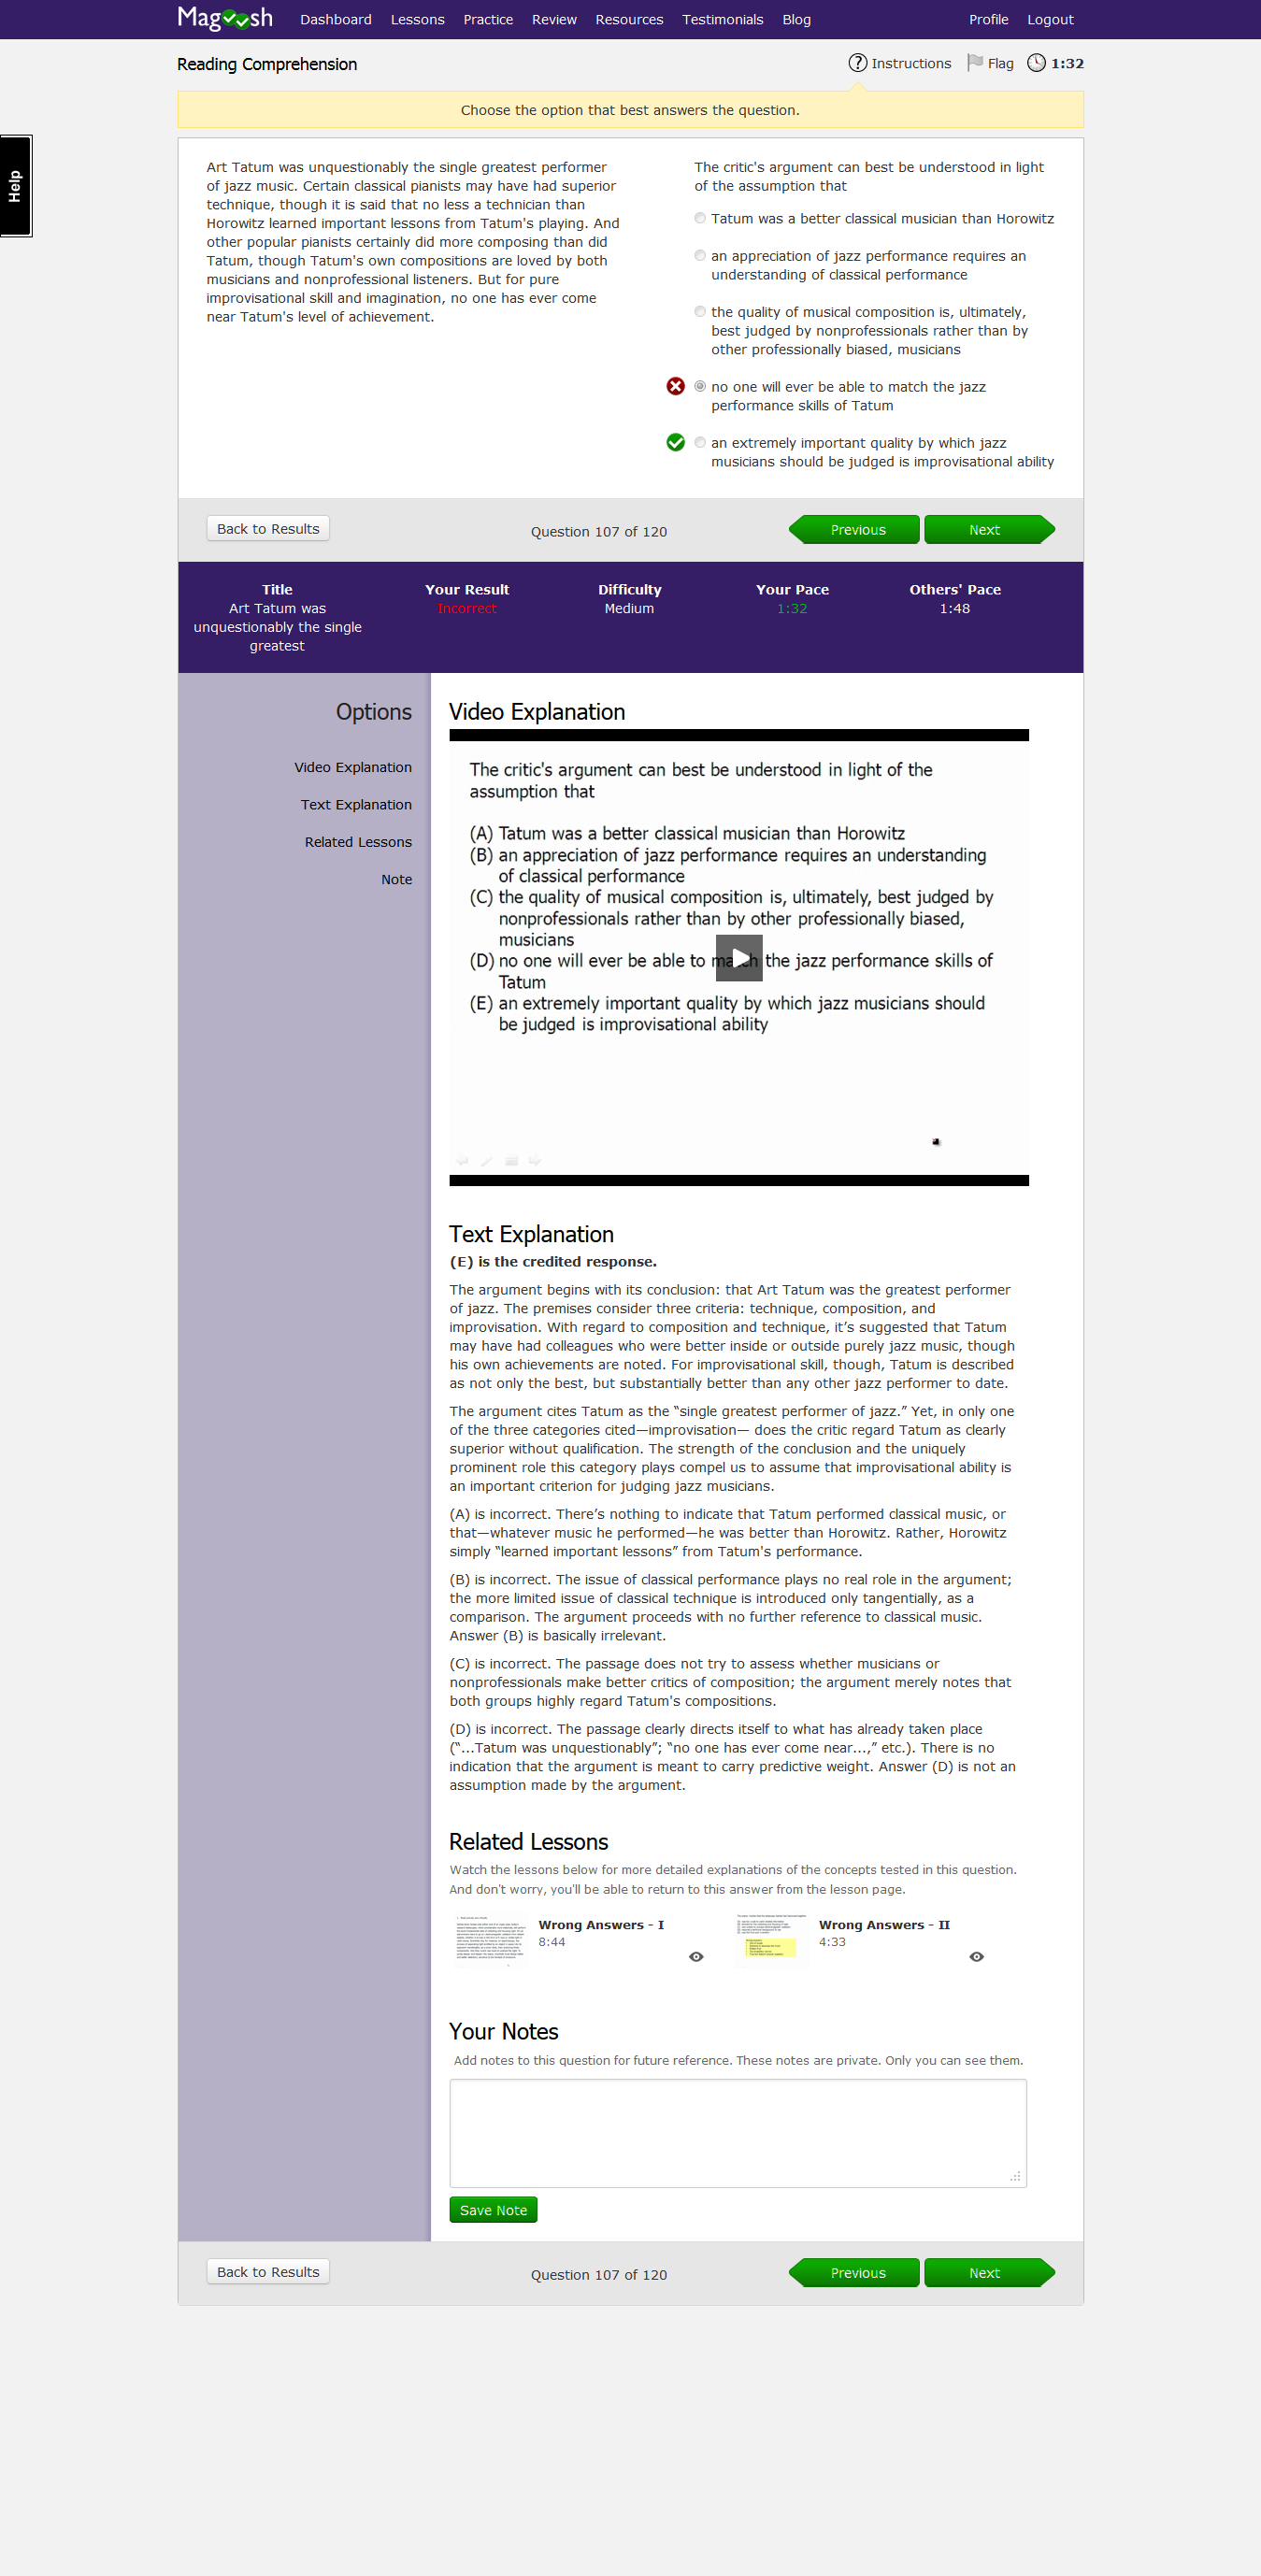 Magoosh
Dashboard Lessons Practice Review Resources Testimonials Blog Profile Logout
Reading Comprehension
Instructions Flag 1:32
Choose the option that best answers the question.
Help
Art Tatum was unquestionably the single greatest performer
of jazz music. Certain classical pianists may have had superior
technique, though it is said that no less a technician than
Horowitz learned important lessons from Tatum's playing. And
other popular pianists certainly did more composing than did
Tatum, though Tatum's own compositions are loved by both
musicians and nonprofessional listeners. But for pure
improvisational skill and imagination, no one has ever come
near Tatum's level of achievement.
The critic's argument can best be understood in light
of the assumption that
Tatum was a better classical musician than Horowitz
an appreciation of jazz performance requires an
understanding of classical performance
the quality of musical composition is, ultimately,
best judged by nonprofessionals rather than by
other professionally biased, musicians
no one will ever be able to match the jazz
performance skills of Tatum
an extremely important quality by which jazz
musicians should be judged is improvisational ability
Back to Results Question 107 of 120 Previous Next
Title Your Result Difficulty Your Pace Others' Pace
Art Tatum was Incorrect Medium 1:32 1:48
unquestionably the single
greatest
Options
Video Explanation
Text Explanation
Related Lessons
Note
Video Explanation
The critic's argument can best be understood in light of the
assumption that
(A) Tatum was a better classical musician than Horowitz
(B) an appreciation of jazz performance requires an understanding
of classical performance
(C) the quality of musical composition is, ultimately, best judged by
nonprofessionals rather than by other professionally biased,
musicians
(D) no one will ever be able to match the jazz performance skills of
Tatum
(E) an extremely important quality by which jazz musicians should
be judged is improvisational ability
Text Explanation
(E) is the credited response.
The argument begins with its conclusion: that Art Tatum was the greatest performer
of jazz. The premises consider three criteria: technique, composition, and
improvisation. With regard to composition and technique, it’s suggested that Tatum
may have had colleagues who were better inside or outside purely jazz music, though
his own achievements are noted. For improvisational skill, though, Tatum is described
as not only the best, but substantially better than any other jazz performer to date.
The argument cites Tatum as the “single greatest performer of jazz.” Yet, in only one
of the three categories cited—improvisation— does the critic regard Tatum as clearly
superior without qualification. The strength of the conclusion and the uniquely
prominent role this category plays compel us to assume that improvisational ability is
an important criterion for judging jazz musicians.
(A) is incorrect. There’s nothing to indicate that Tatum performed classical music, or
that—whatever music he performed—he was better than Horowitz. Rather, Horowitz
simply “learned important lessons” from Tatum's performance.
(B) is incorrect. The issue of classical performance plays no real role in the argument;
the more limited issue of classical technique is introduced only tangentially, as a
comparison. The argument proceeds with no further reference to classical music.
Answer (B) is basically irrelevant.
(C) is incorrect. The passage does not try to assess whether musicians or
nonprofessionals make better critics of composition; the argument merely notes that
both groups highly regard Tatum's compositions.
(D) is incorrect. The passage clearly directs itself to what has already taken place
(“...Tatum was unquestionably”; “no one has ever come near...,” etc.). There is no
indication that the argument is meant to carry predictive weight. Answer (D) is not an
assumption made by the argument.
Related Lessons
Watch the lessons below for more detailed explanations of the concepts tested in this question.
And don't worry, you'll be able to return to this answer from the lesson page.
Wrong Answers - I
8:44
Wrong Answers - II
4:33
Your Notes
Add notes to this question for future reference. These notes are private. Only you can see them.
Save Note
Back to Results Question 107 of 120 Previous Next